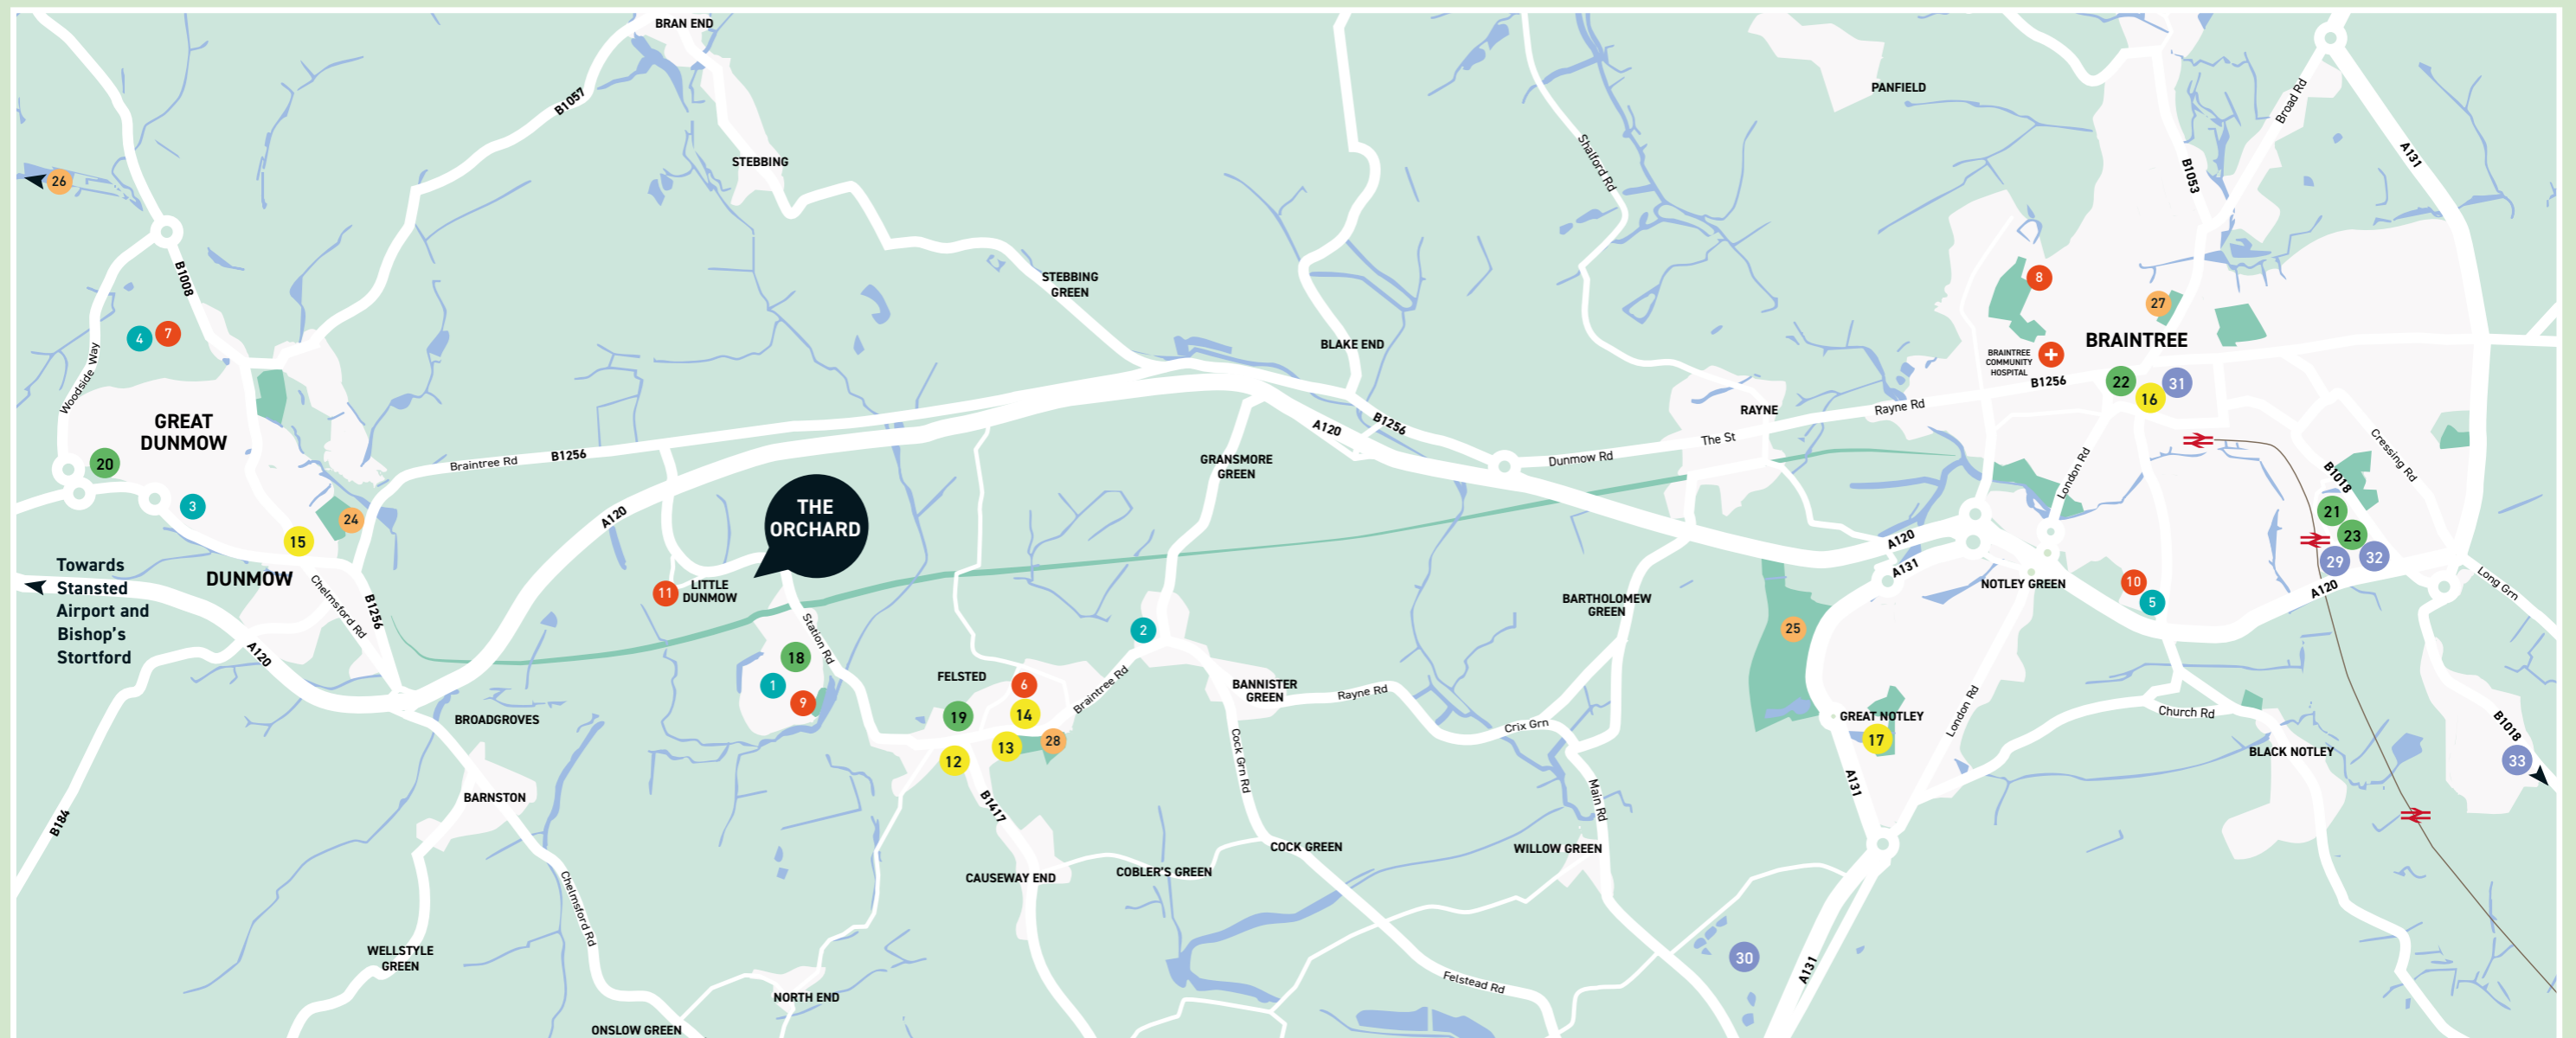 BRAN END
B1057
PANFIELD
Broad Rd
A131
Shalford Rd
B1053
STEBBING
26
B1008
STEBBING
GREEN
8
27
4
7
BLAKE END
BRAINTREE
BRAINTREE
COMMUNITY
HOSPITAL
B1256
22
31
16
Woodside Way
GREAT
DUNMOW
RAYNE
Rayne Rd
B1256
A120
The St
Dunmow Rd
Cressing Rd
20
Braintree Rd
B1256
GRANSMORE
GREEN
London Rd
B1018
3
24
15
A120
THE
ORCHARD
21
23
29
32
A120
Towards
Stansted
Airport and
Bishop's
Stortford
DUNMOW
Chelmsford Rd
B1256
11
LITTLE
DUNMOW
A131
NOTLEY GREEN
10
5
A120
Long Grn
BARTHOLOMEW
GREEN
Station Rd
2
25
A120
18
1
9
FELSTED
6
Braintree Rd
BANNISTER
GREEN
Rayne Rd
19
14
13
28
12
BROADGROVES
Crix Grn
GREAT NOTLEY
17
London Rd
Church Rd
BLACK NOTLEY
B1018
33
Cock Grn Rd
A131
Main Rd
BARNSTON
B1417
B184
COCK GREEN
WILLOW GREEN
CAUSEWAY END
COBLER'S GREEN
Chelmsford Rd
WELLSTYLE
GREEN
30
A131
Felstead Rd
NORTH END
ONSLOW GREEN